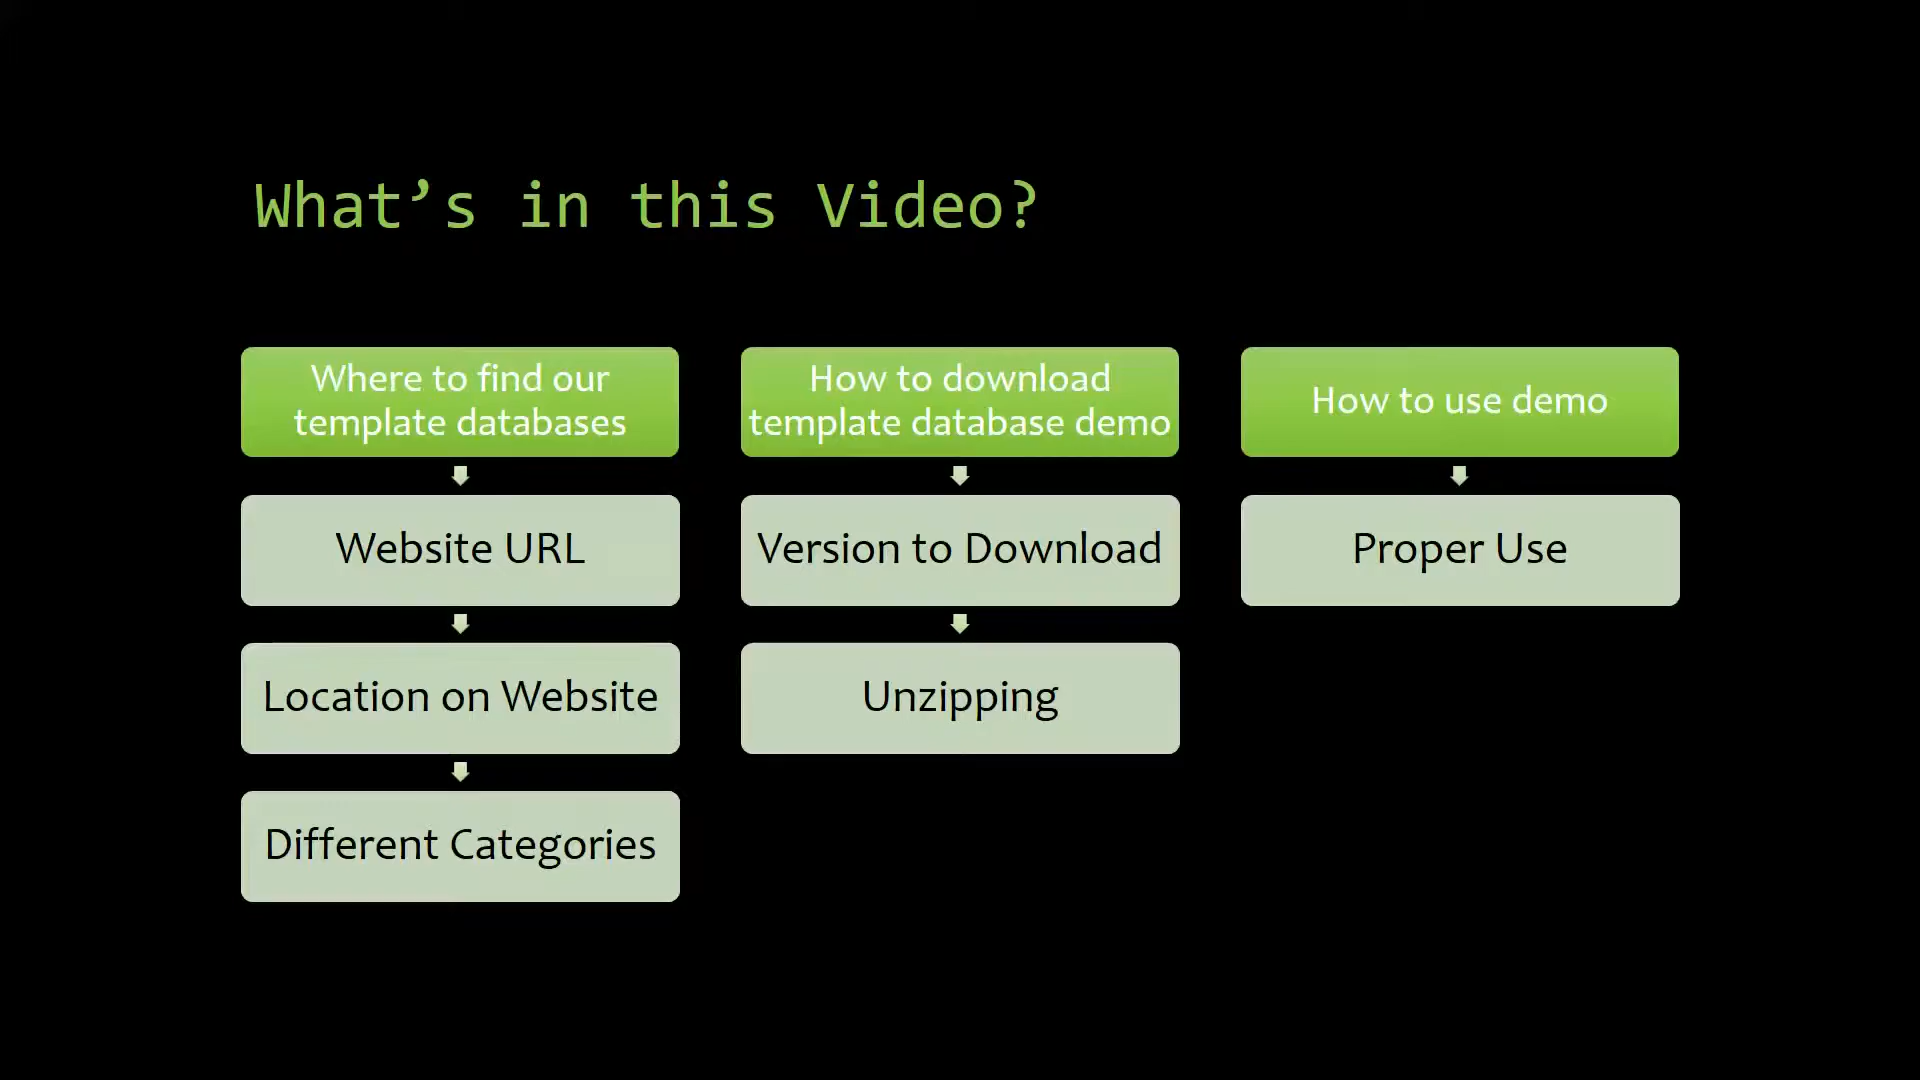 What’s in this Video?
Where to find our
template databases
Website URL
Location on Website
Different Categories
How to download
template database demo
Version to Download
Unzipping
How to use demo
Proper Use